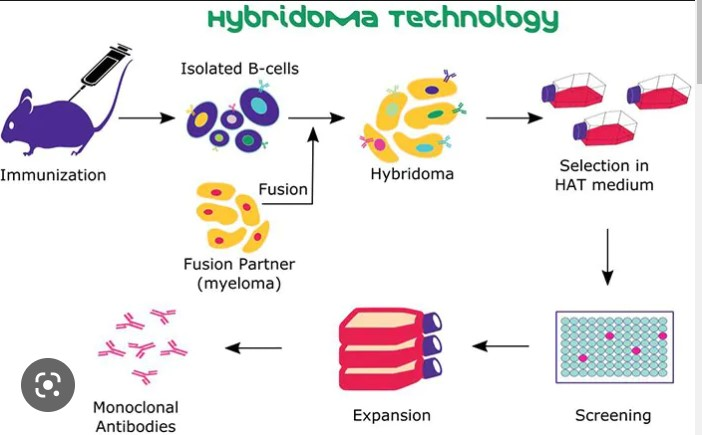 Hybridoma Technology
Isolated B-cells
Immunization
Fusion
Hybridoma
Selection in
HAT medium
Fusion Partner
(myeloma)
Monoclonal
Antibodies
Expansion
Screening